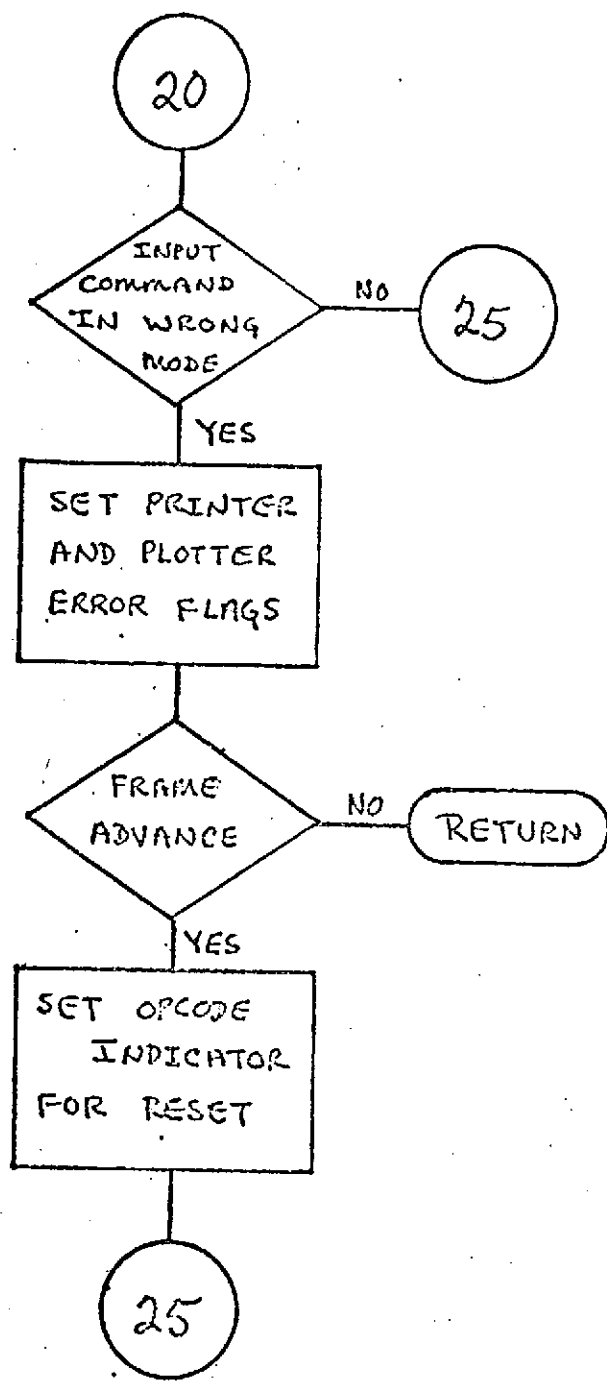 20
INPUT
COMMAND
IN WRONG
MODE
NO
25
YES
SET PRINTER
AND PLOTTER
ERROR FLAGS
FRAME
ADVANCE
NO
RETURN
YES
SET OPCODE
INDICATOR
FOR RESET
25